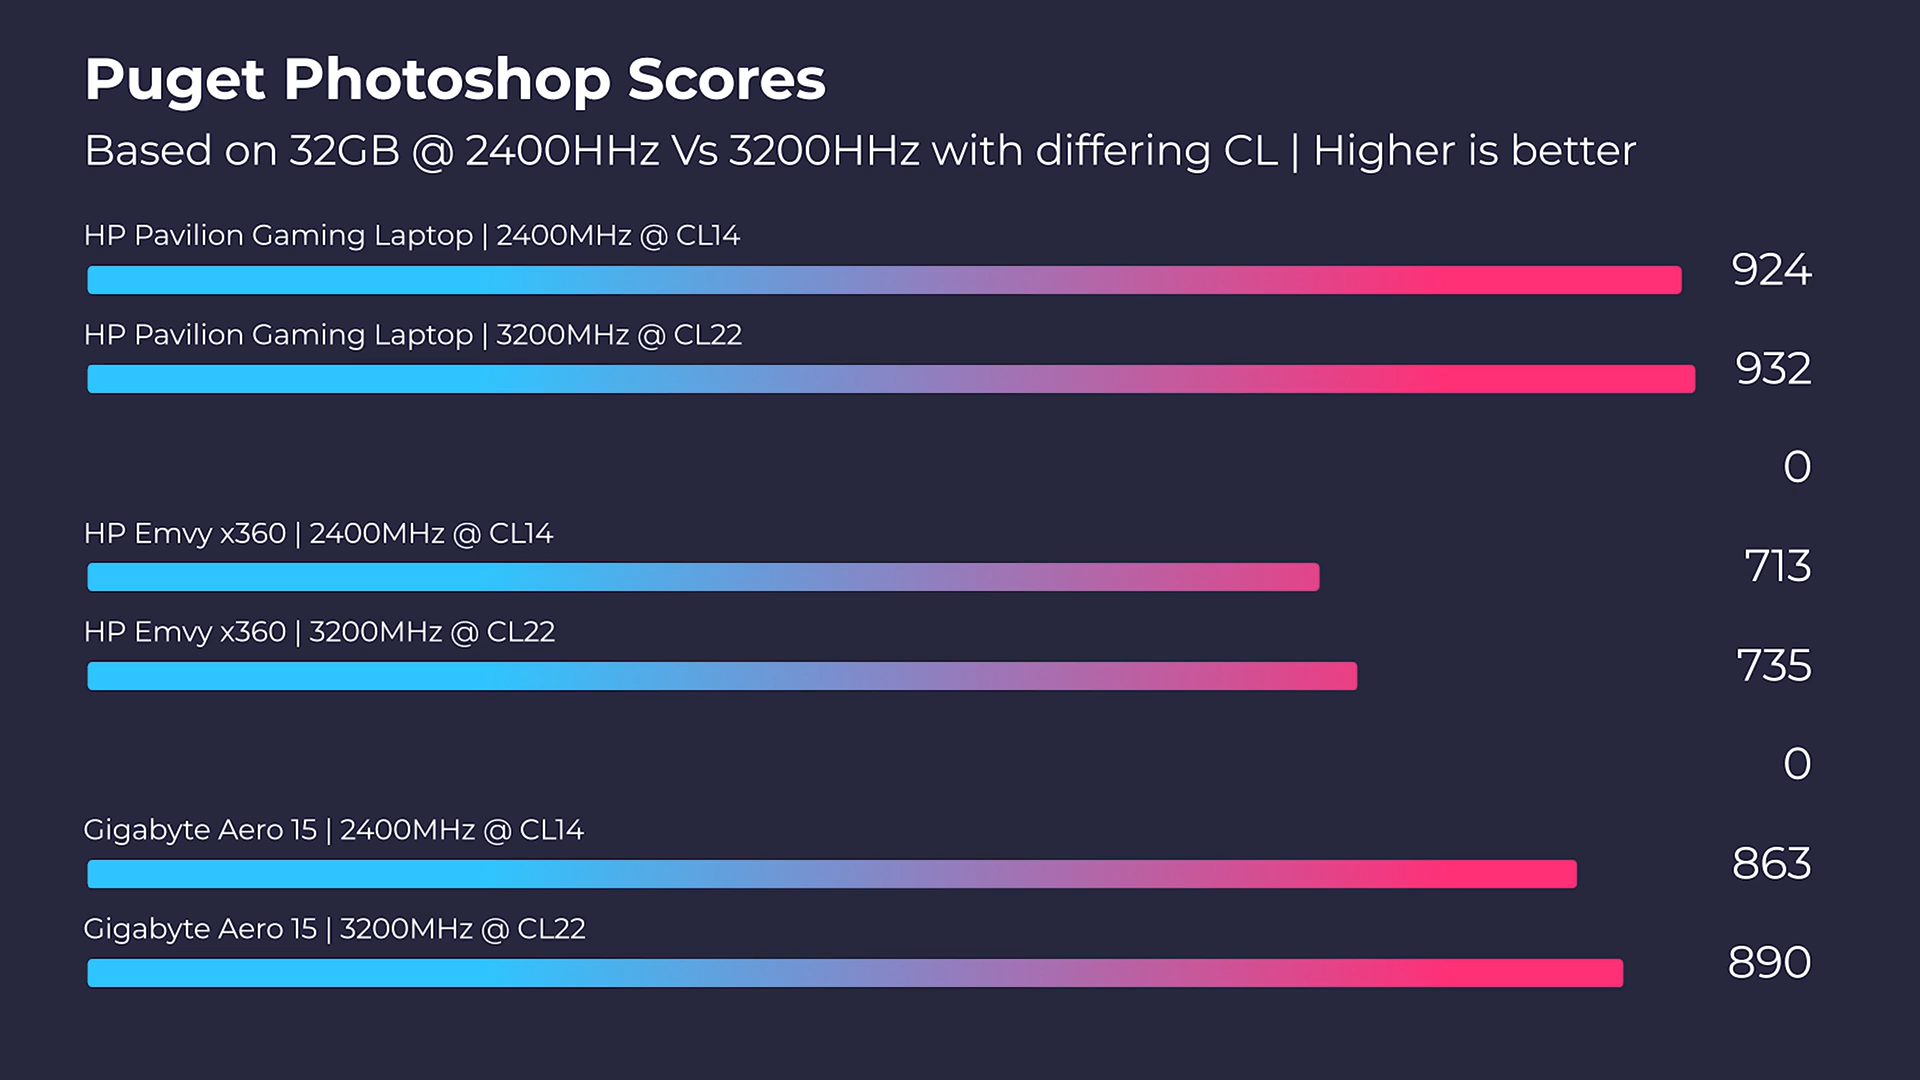 Puget Photoshop Scores
Based on 32GB @ 2400HHz Vs 3200HHz with differing CL | Higher is better
HP Pavilion Gaming Laptop | 2400MHz @ CL14
924
HP Pavilion Gaming Laptop | 3200MHz @ CL22
932
0
HP Emvy x360 | 2400MHz @ CL14
713
HP Emvy x360 | 3200MHz @ CL22
735
0
Gigabyte Aero 15 | 2400MHz @ CL14
863
Gigabyte Aero 15 | 3200MHz @ CL22
890